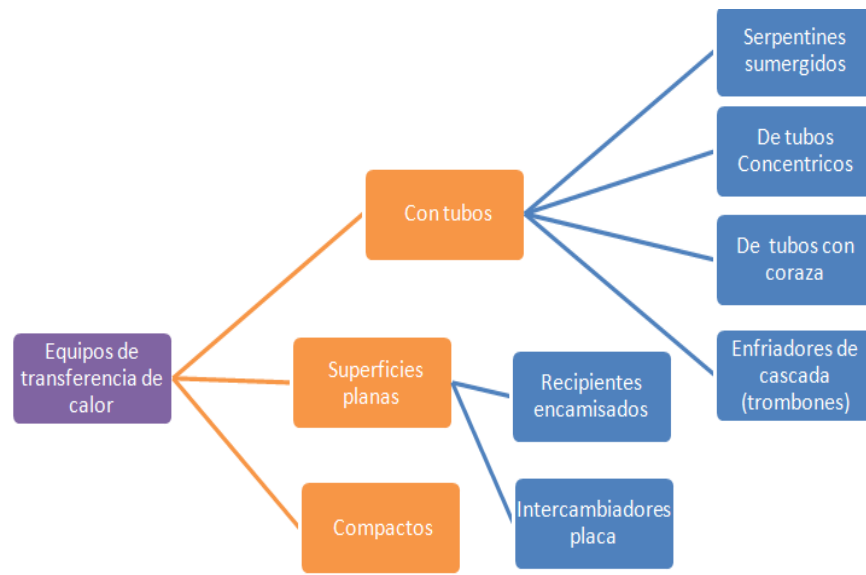 Equipos de
transferencia de
calor
Con tubos
Superficies
planas
Compactos
Serpentines
sumergidos
De tubos
Concentricos
De tubos con
coraza
Enfriadores de
cascada
(trombones)
Recipientes
encamisados
Intercambiadores
placa